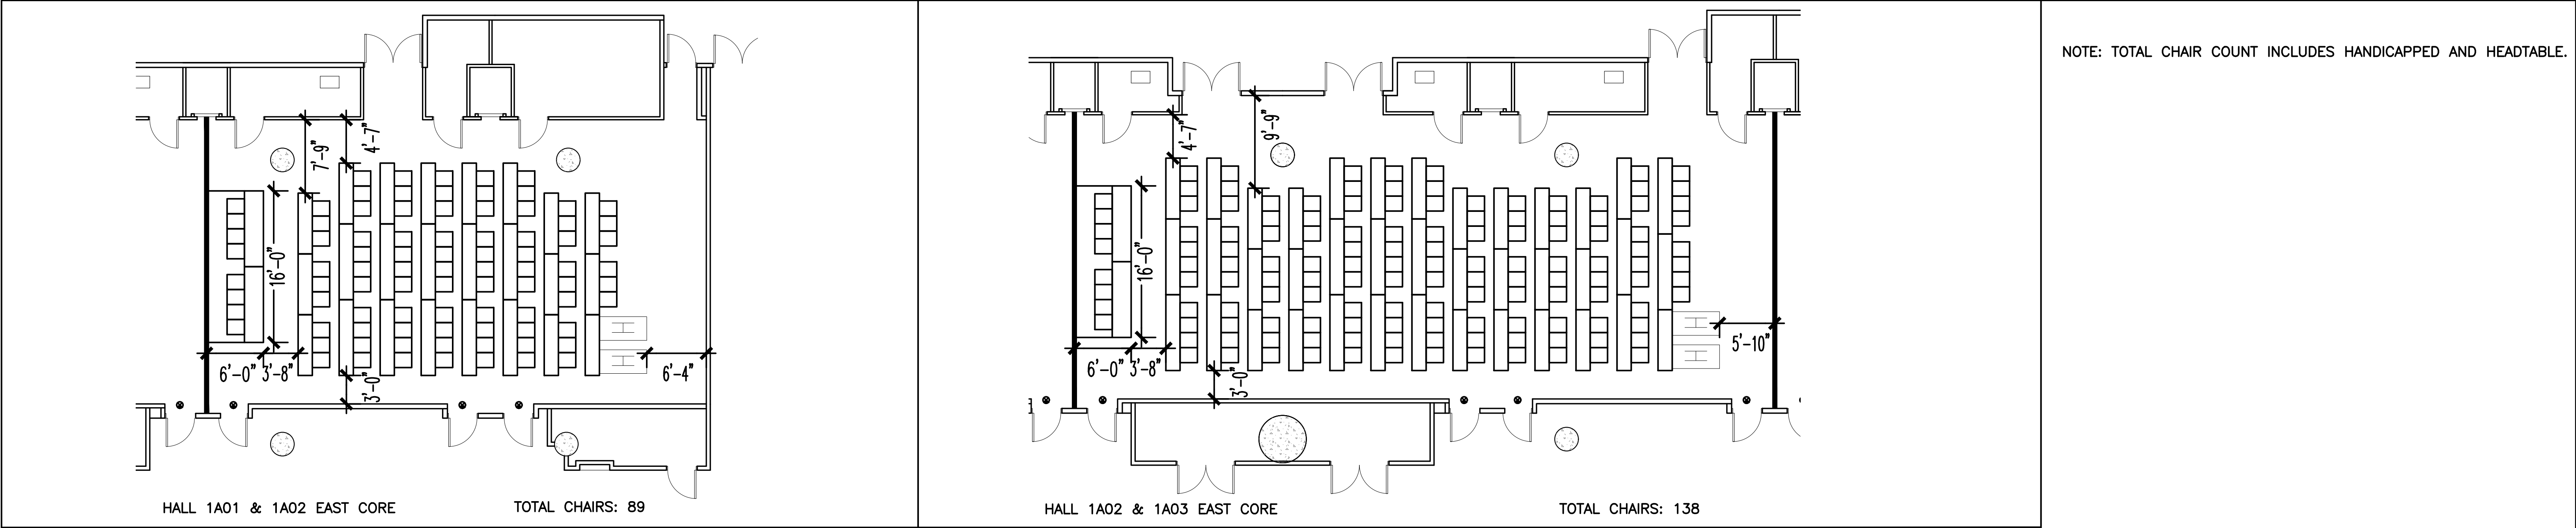 NOTE: TOTAL CHAIR COUNT INCLUDES HANDICAPPED AND HEADTABLE.
7'-9"
4'-7"
16'-0"
6'-0"
3'-8"
3'-0"
6'-4"
H
H
HALL 1A01 & 1A02 EAST CORE
TOTAL CHAIRS: 89
4'-7"
9'-9"
16'-0"
6'-0"
3'-8"
3'-0"
5'-10"
H
H
HALL 1A02 & 1A03 EAST CORE
TOTAL CHAIRS: 138